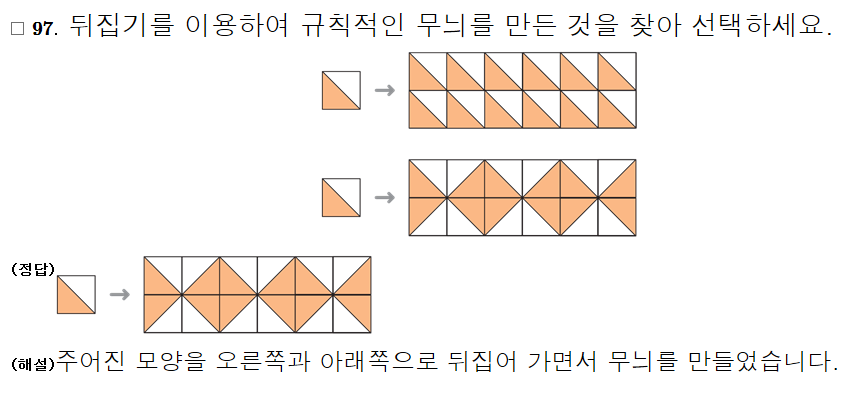 □ 97. 뒤집기를 이용하여 규칙적인 무늬를 만든 것을 찾아 선택하세요.
→
→
(정답) →
(해설)주어진 모양을 오른쪽과 아래쪽으로 뒤집어 가면서 무늬를 만들었습니다.